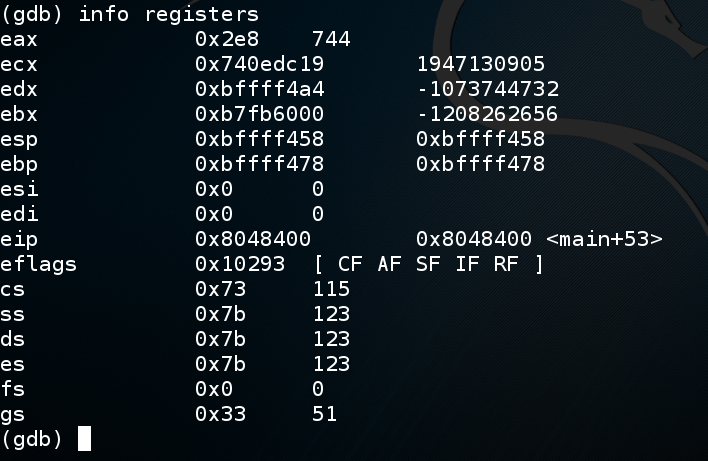 (gdb) info registers
eax 0x2e8 744
ecx 0x740edc19 1947130905
edx 0xbffff4a4 -1073744732
ebx 0xb7fb6000 -1208262656
esp 0xbffff458 0xbffff458
ebp 0xbffff478 0xbffff478
esi 0x0 0
edi 0x0 0
eip 0x8048400 0x8048400 <main+53>
eflags 0x10293 [ CF AF SF IF RF ]
cs 0x73 115
ss 0x7b 123
ds 0x7b 123
es 0x7b 123
fs 0x0 0
gs 0x33 51
(gdb)